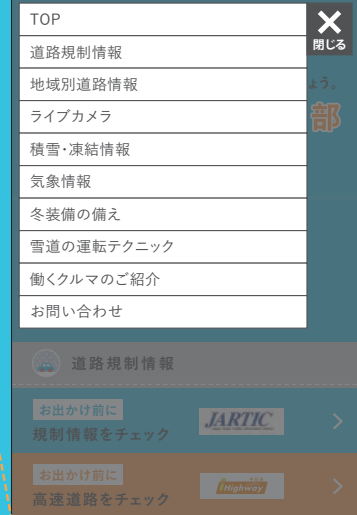 TOP
閉じる
道路規制情報
地域別道路情報
ょう。
ライブカメラ
部
積雪・凍結情報
気象情報
冬装備の備え
雪道の運転テクニック
働くクルマのご紹介
お問い合わせ
道路規制情報
お出かけ前に
規制情報をチェック
JARTIC
お出かけ前に
高速道路をチェック
iHighway